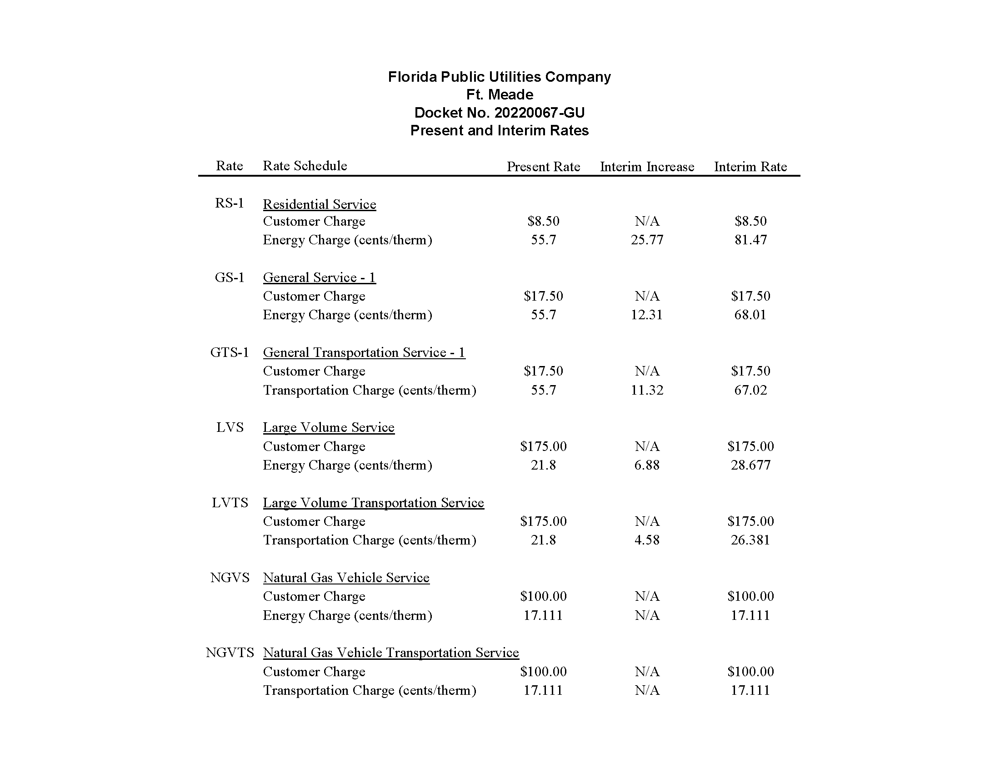 Florida Public Utilities Company
Ft. Meade
Docket No. 20220067-GU
Present and Interim Rates
Rate Rate Schedule Present Rate Interim Increase Interim Rate
RS-1 Residential Service
Customer Charge $8.50 N/A $8.50
Energy Charge (cents/therm) 55.7 25.77 81.47
GS-1 General Service - 1
Customer Charge $17.50 N/A $17.50
Energy Charge (cents/therm) 55.7 12.31 68.01
GTS-1 General Transportation Service - 1
Customer Charge $17.50 N/A $17.50
Transportation Charge (cents/therm) 55.7 11.32 67.02
LVS Large Volume Service
Customer Charge $175.00 N/A $175.00
Energy Charge (cents/therm) 21.8 6.88 28.677
LVTS Large Volume Transportation Service
Customer Charge $175.00 N/A $175.00
Transportation Charge (cents/therm) 21.8 4.58 26.381
NGVS Natural Gas Vehicle Service
Customer Charge $100.00 N/A $100.00
Energy Charge (cents/therm) 17.111 N/A 17.111
NGVTS Natural Gas Vehicle Transportation Service
Customer Charge $100.00 N/A $100.00
Transportation Charge (cents/therm) 17.111 N/A 17.111